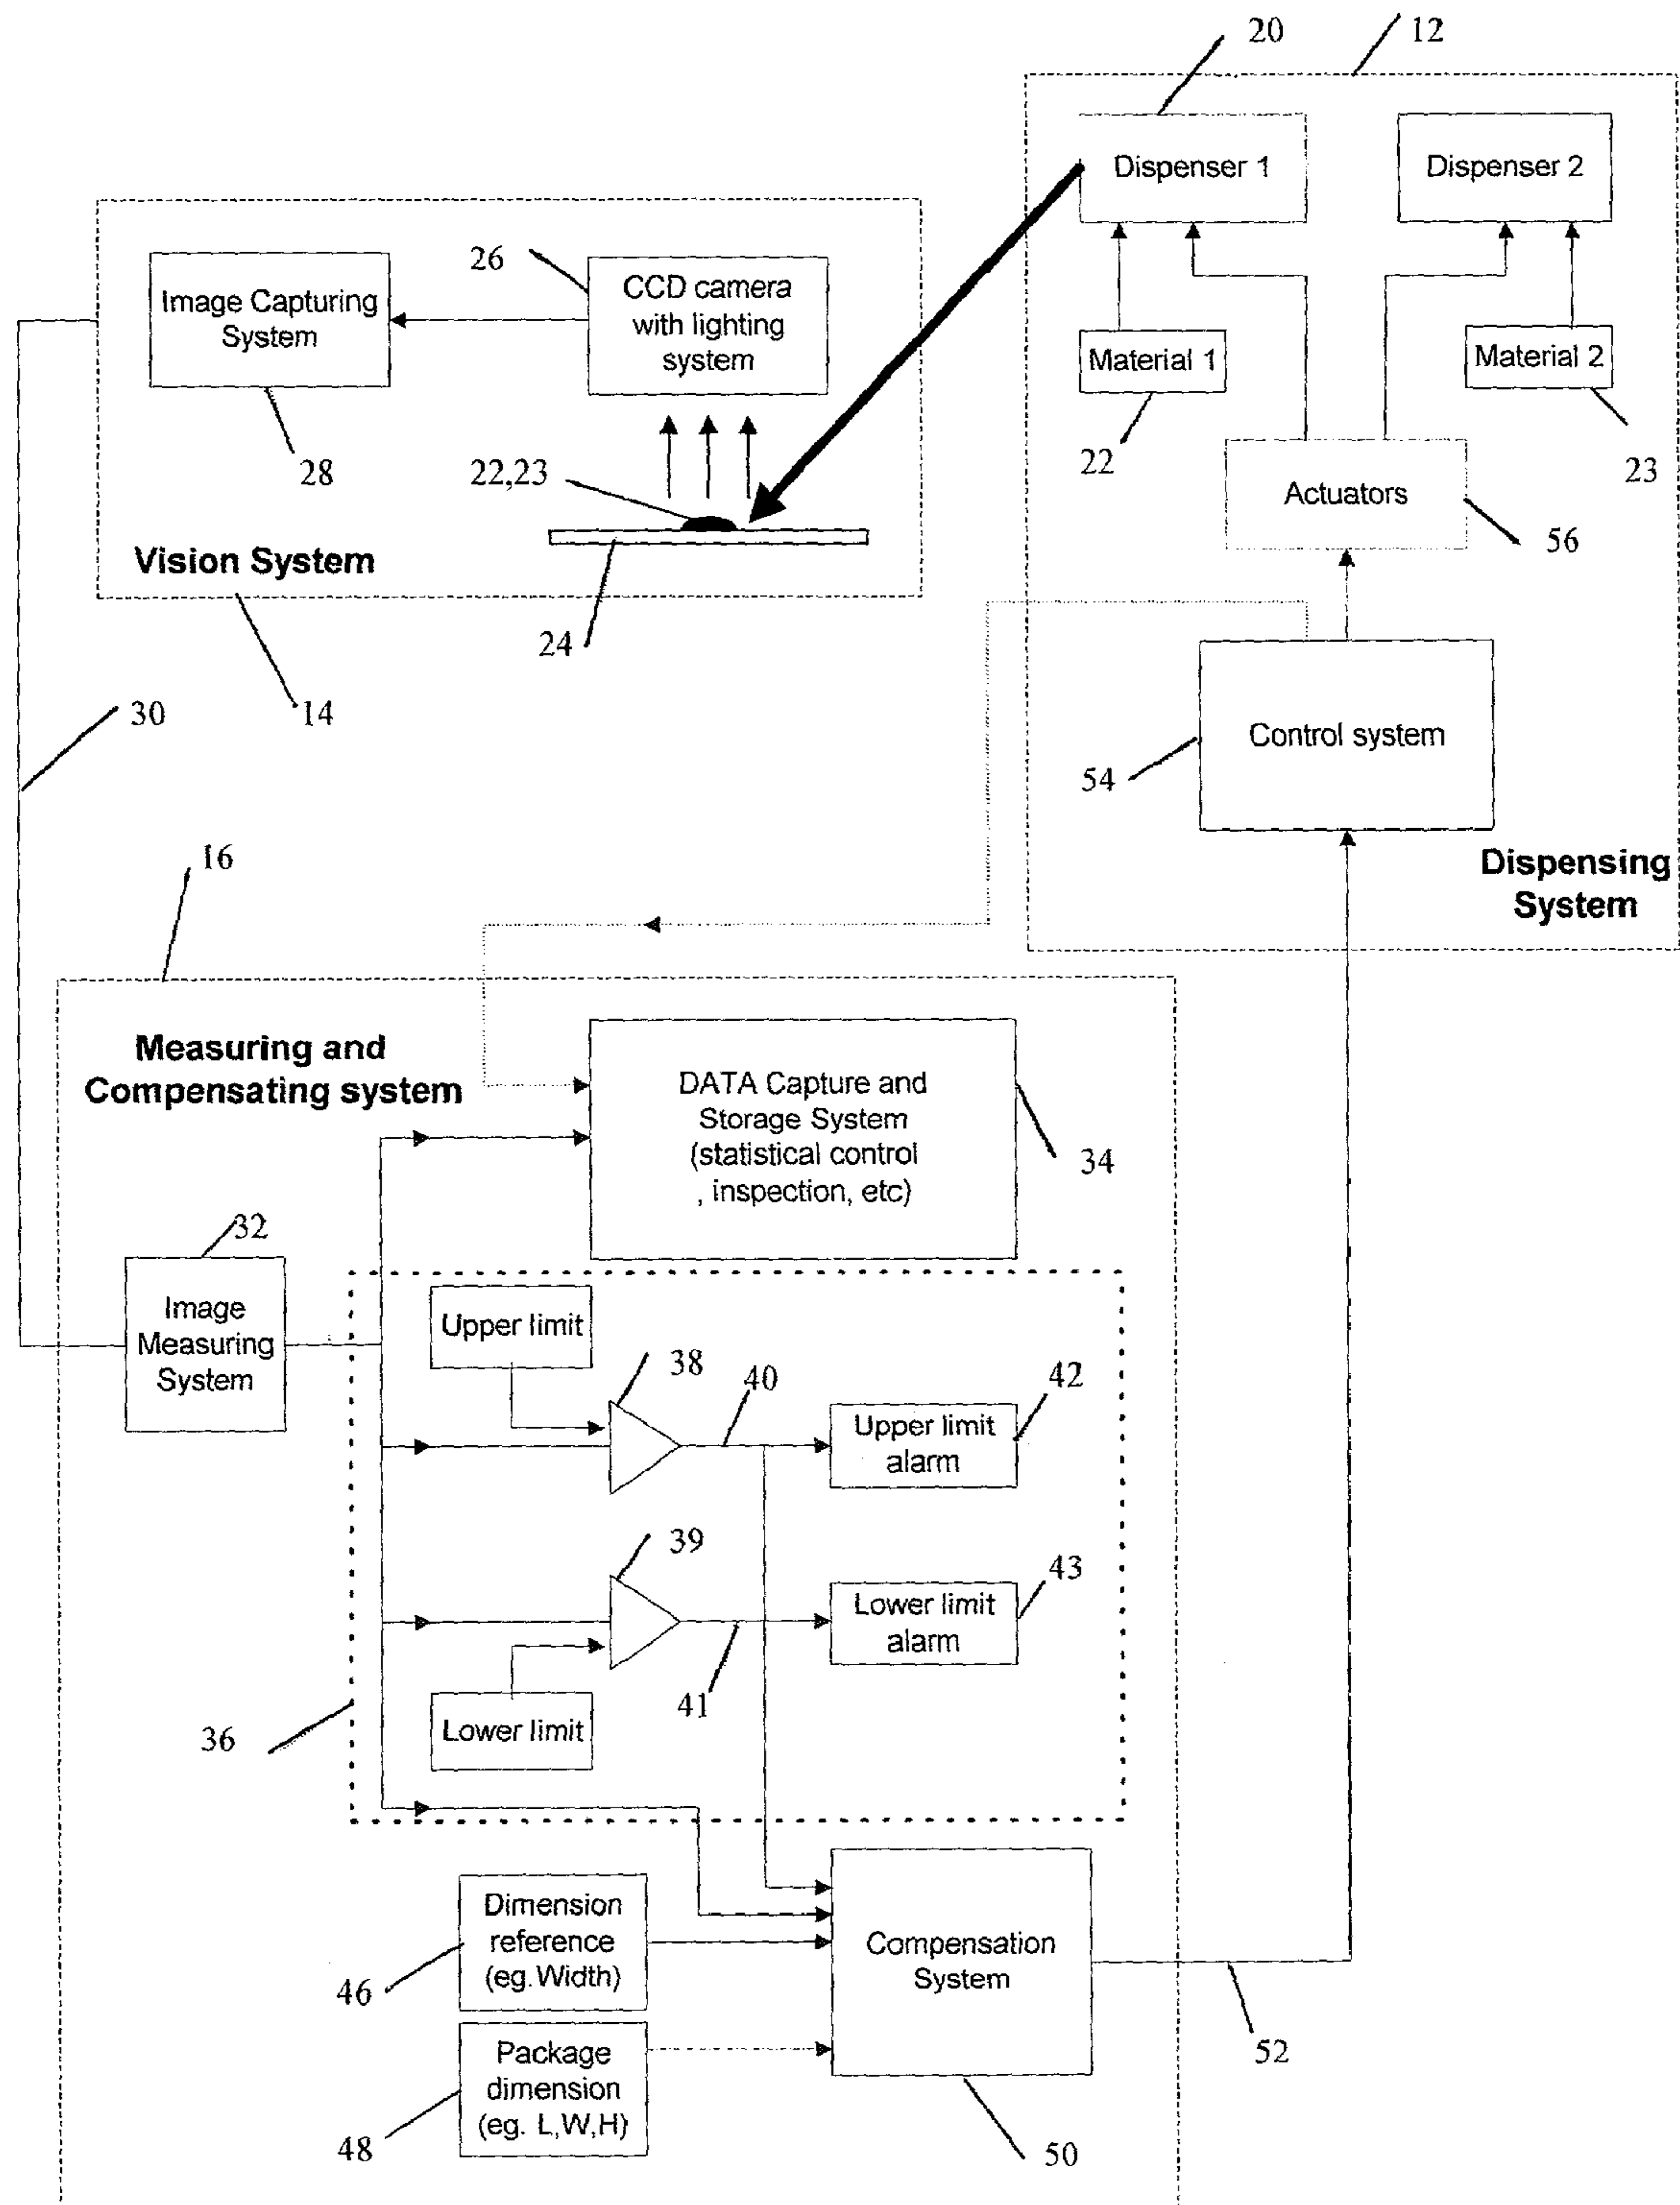 20
12
Dispenser 1
Dispenser 2
26
Image Capturing
System
CCD camera
with lighting
system
Material 1
Material 2
28
22,23
22
23
Actuators
56
Vision System
24
14
30
54
Control system
Dispensing
System
16
Measuring and
Compensating system
DATA Capture and
Storage System
(statistical control
, inspection, etc)
34
32
Image
Measuring
System
Upper limit
38
40
42
Upper limit
alarm
39
43
Lower limit
alarm
41
36
Lower limit
Dimension
reference
(eg.Width)
46
Compensation
System
52
Package
dimension
(eg. L,W,H)
48
50